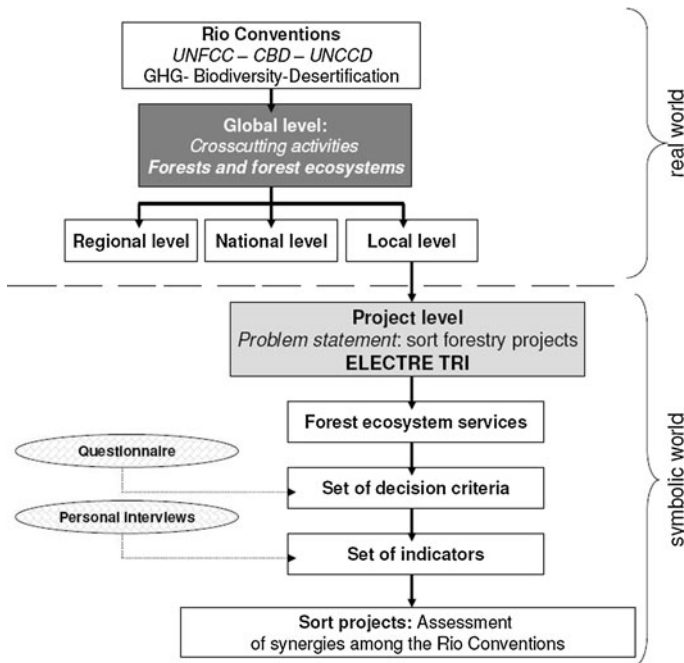 Rio Conventions
UNFCC – CBD – UNCCD
GHG- Biodiversity-Desertification
Global level:
Crosscutting activities
Forests and forest ecosystems
Regional level
National level
Local level
real world
Project level
Problem statement: sort forestry projects
ELECTRE TRI
Forest ecosystem services
Questionnaire
Set of decision criteria
Personal Interviews
Set of indicators
Sort projects: Assessment
of synergies among the Rio Conventions
symbolic world